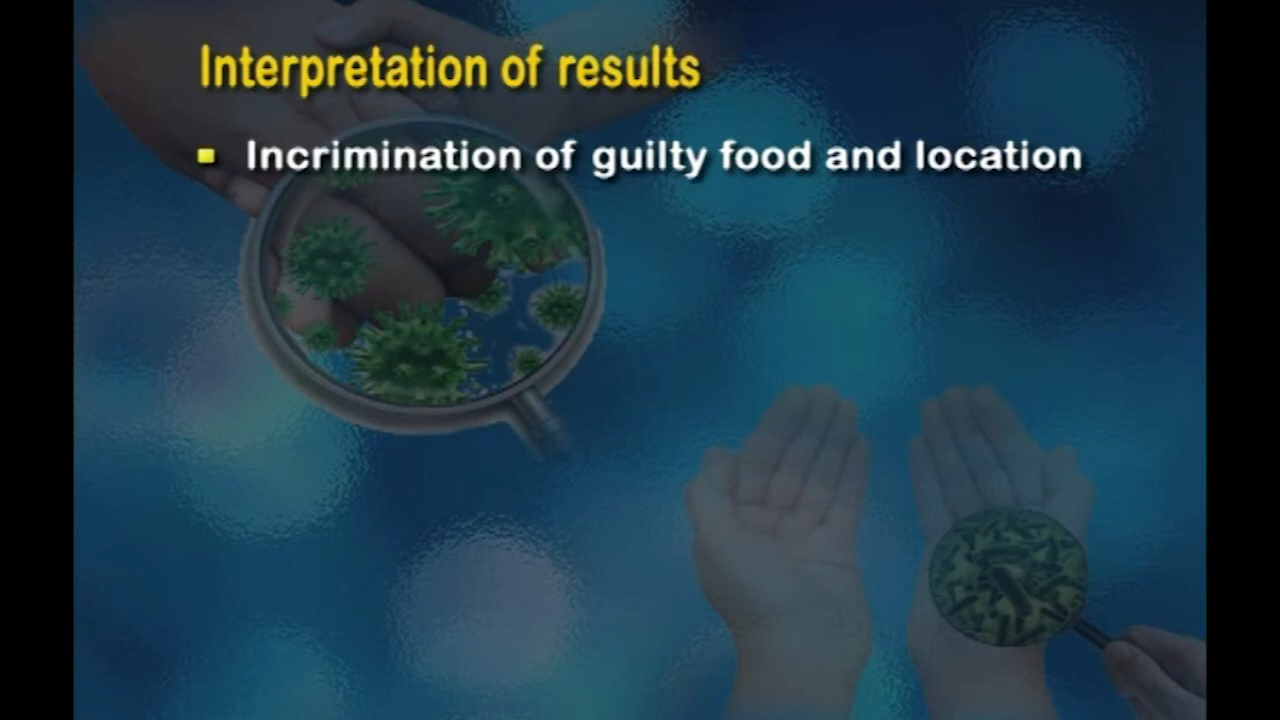 Interpretation of results
Incrimination of guilty food and location